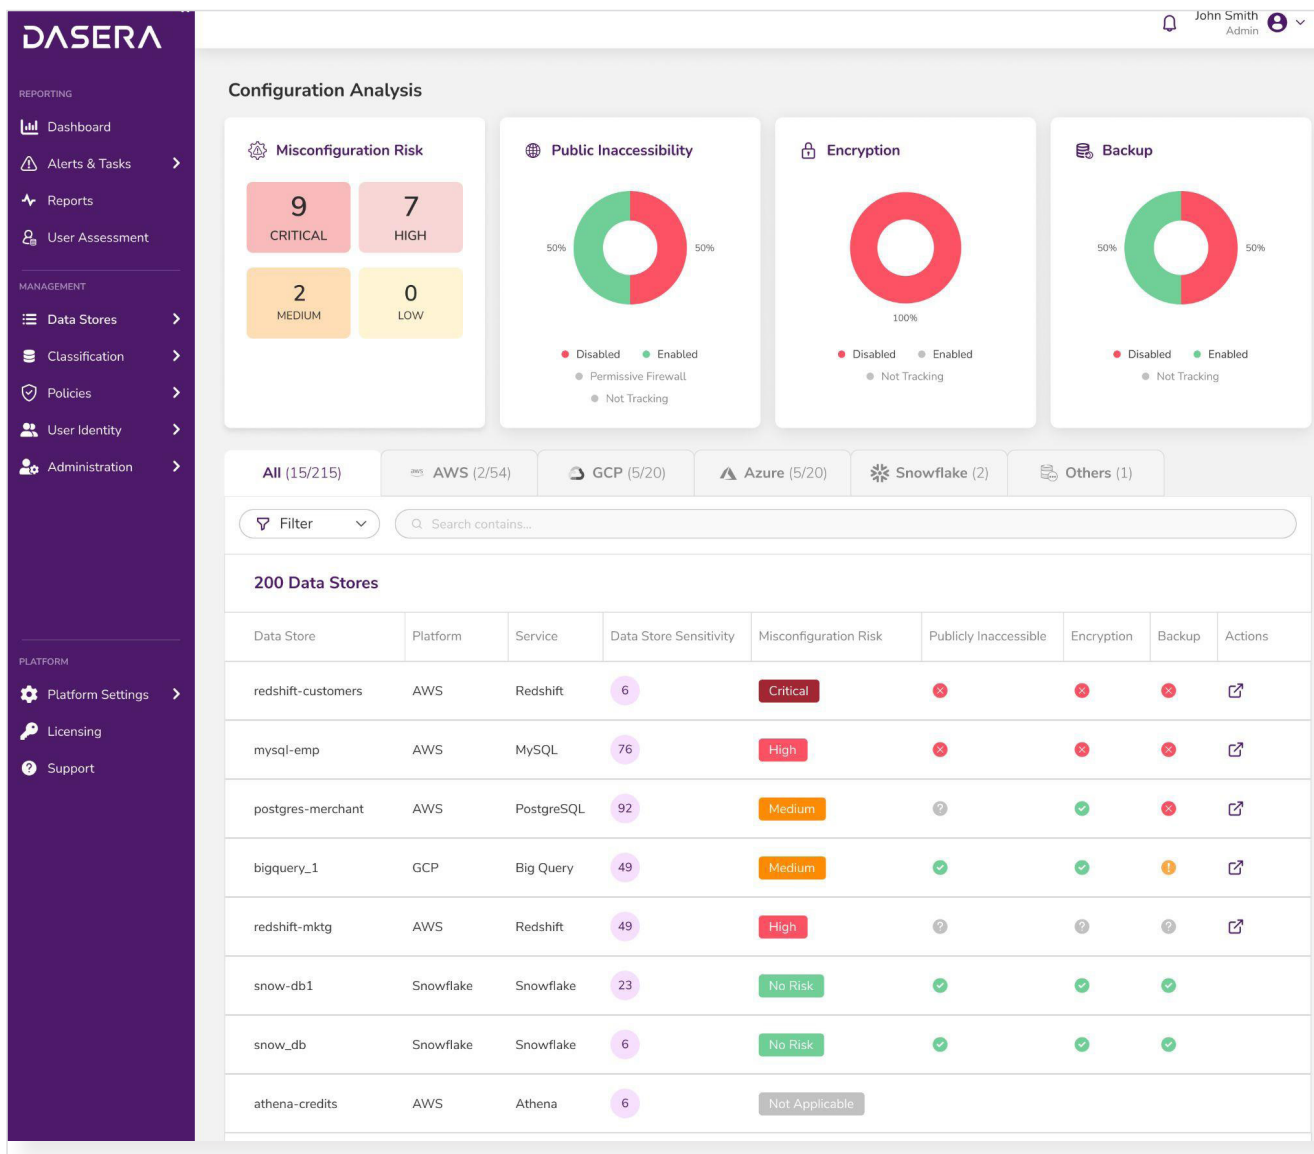 DASERA
John Smith
Admin
REPORTING
Dashboard
Alerts & Tasks
Reports
User Assessment
MANAGEMENT
Data Stores
Classification
Policies
User Identity
Administration
PLATFORM
Platform Settings
Licensing
Support
Configuration Analysis
Misconfiguration Risk
9
CRITICAL
7
HIGH
2
MEDIUM
0
LOW
Public Inaccessibility
50%
50%
Disabled
Enabled
Permissive Firewall
Not Tracking
Encryption
100%
Disabled
Enabled
Not Tracking
Backup
50%
50%
Disabled
Enabled
Not Tracking
All (15/215)
aws AWS (2/54)
GCP (5/20)
Azure (5/20)
Snowflake (2)
Others (1)
Filter
Search contains...
200 Data Stores
Data Store Platform Service Data Store Sensitivity Misconfiguration Risk Publicly Inaccessible Encryption Backup Actions
redshift-customers AWS Redshift 6 Critical
mysql-emp AWS MySQL 76 High
postgres-merchant AWS PostgreSQL 92 Medium ?
bigquery_1 GCP Big Query 49 Medium !
redshift-mktg AWS Redshift 49 High ? ? ?
snow-db1 Snowflake Snowflake 23 No Risk
snow_db Snowflake Snowflake 6 No Risk
athena-credits AWS Athena 6 Not Applicable